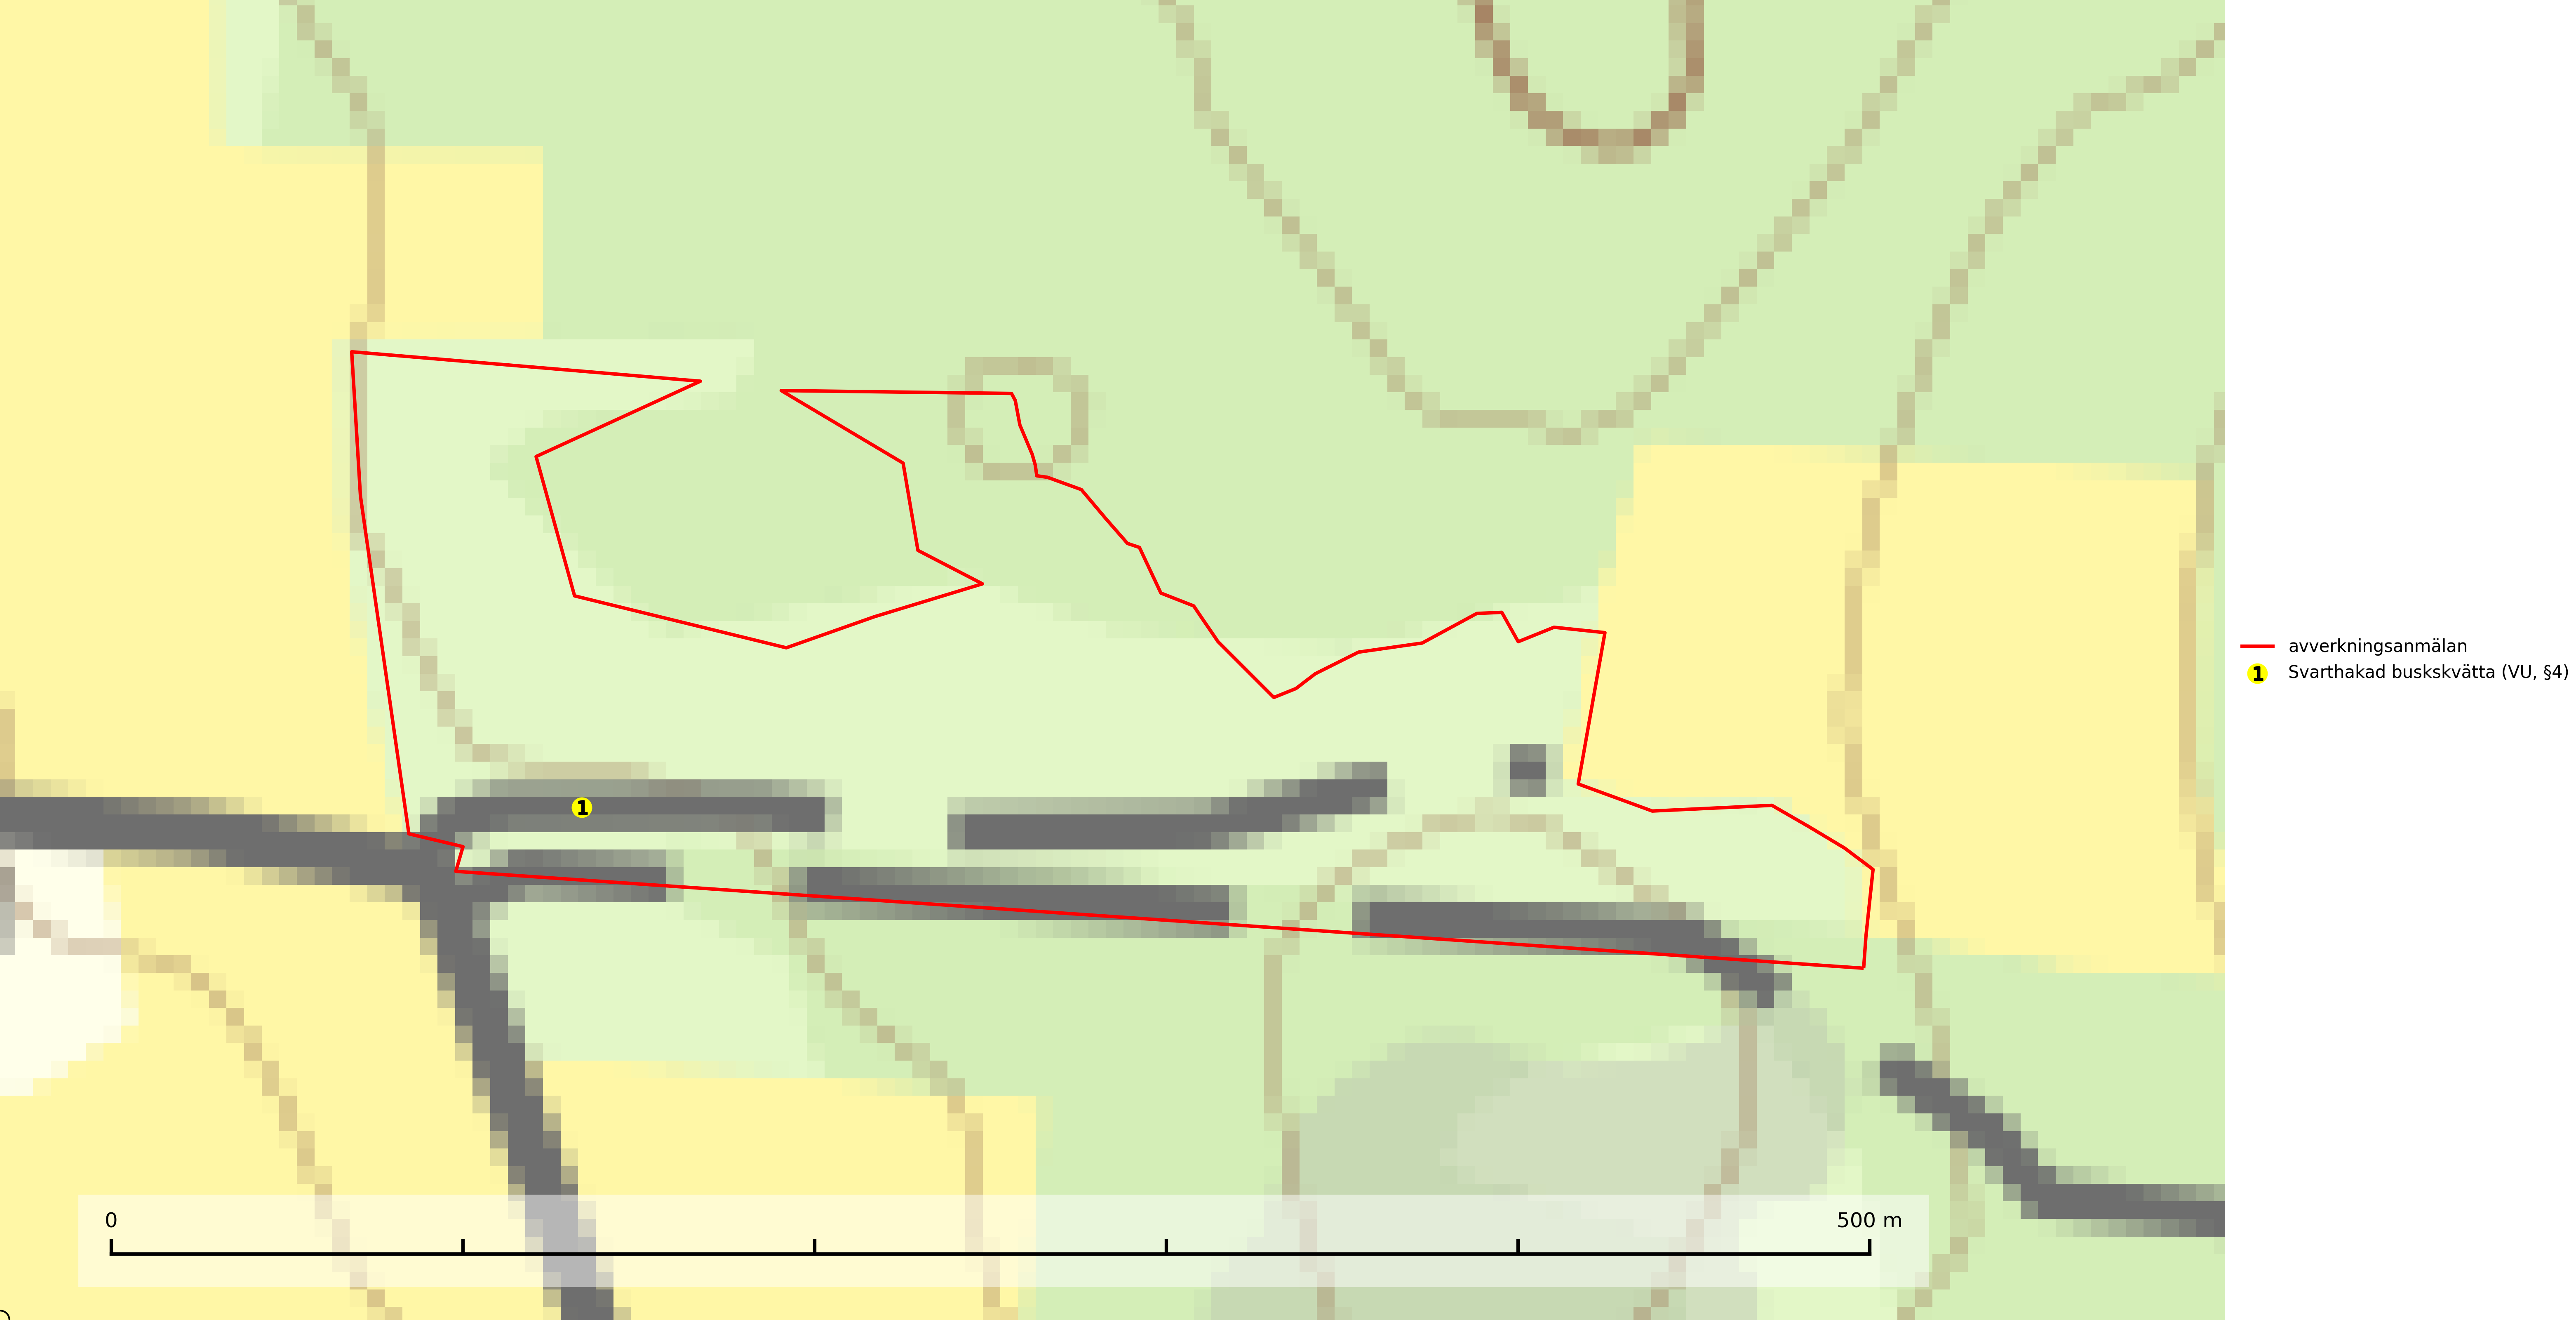 avverkningsanmälan
1 Svarthakad buskskvätta (VU, §4)
1
0 500 m